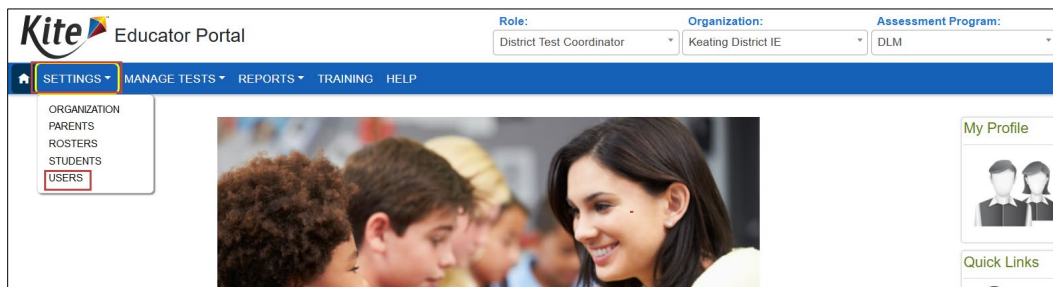 Kite Educator Portal
Role: Organization: Assessment Program:
District Test Coordinator Keating District IE DLM
SETTINGS MANAGE TESTS REPORTS TRAINING HELP
ORGANIZATION
PARENTS
ROSTERS
STUDENTS
USERS
My Profile
Quick Links